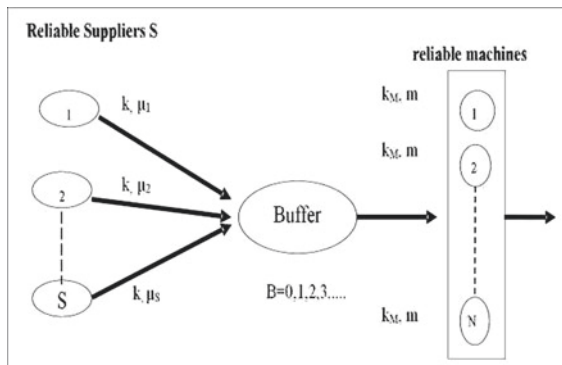 Reliable Suppliers S
reliable machines
1
k, μ1
2
k, μ2
S
k, μS
Buffer
B=0,1,2,3.....
kM, m
1
kM, m
2
kM, m
N